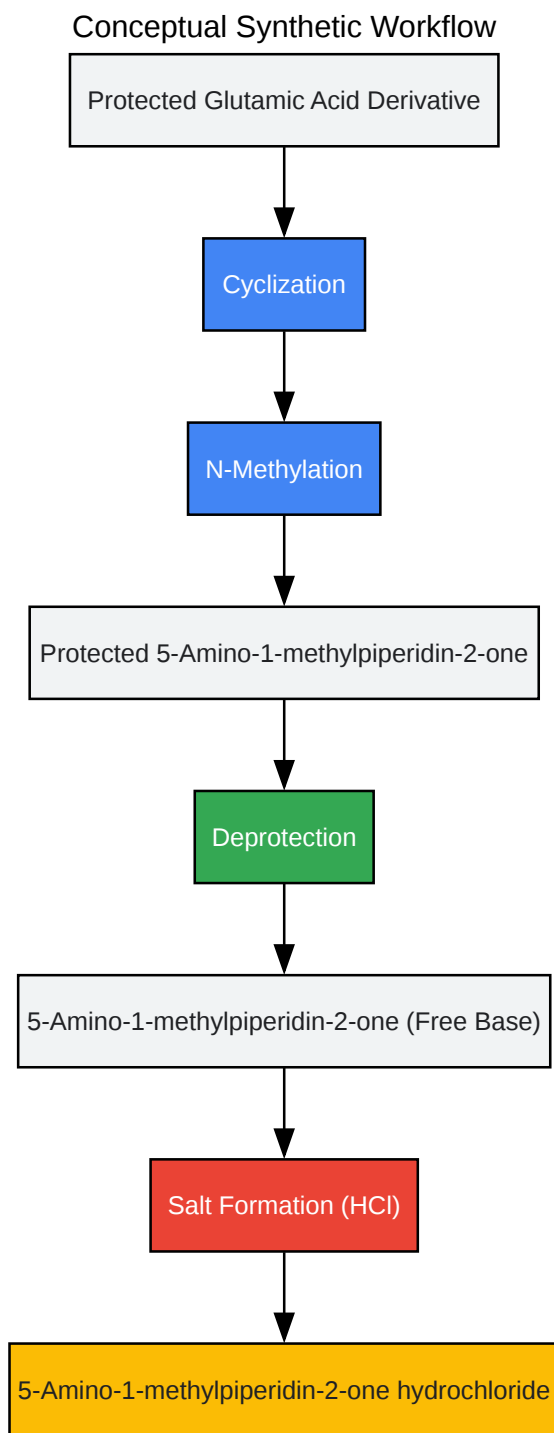 Conceptual Synthetic Workflow
Protected Glutamic Acid Derivative
Cyclization
N-Methylation
Protected 5-Amino-1-methylpiperidin-2-one
Deprotection
5-Amino-1-methylpiperidin-2-one (Free Base)
Salt Formation (HCl)
5-Amino-1-methylpiperidin-2-one hydrochloride